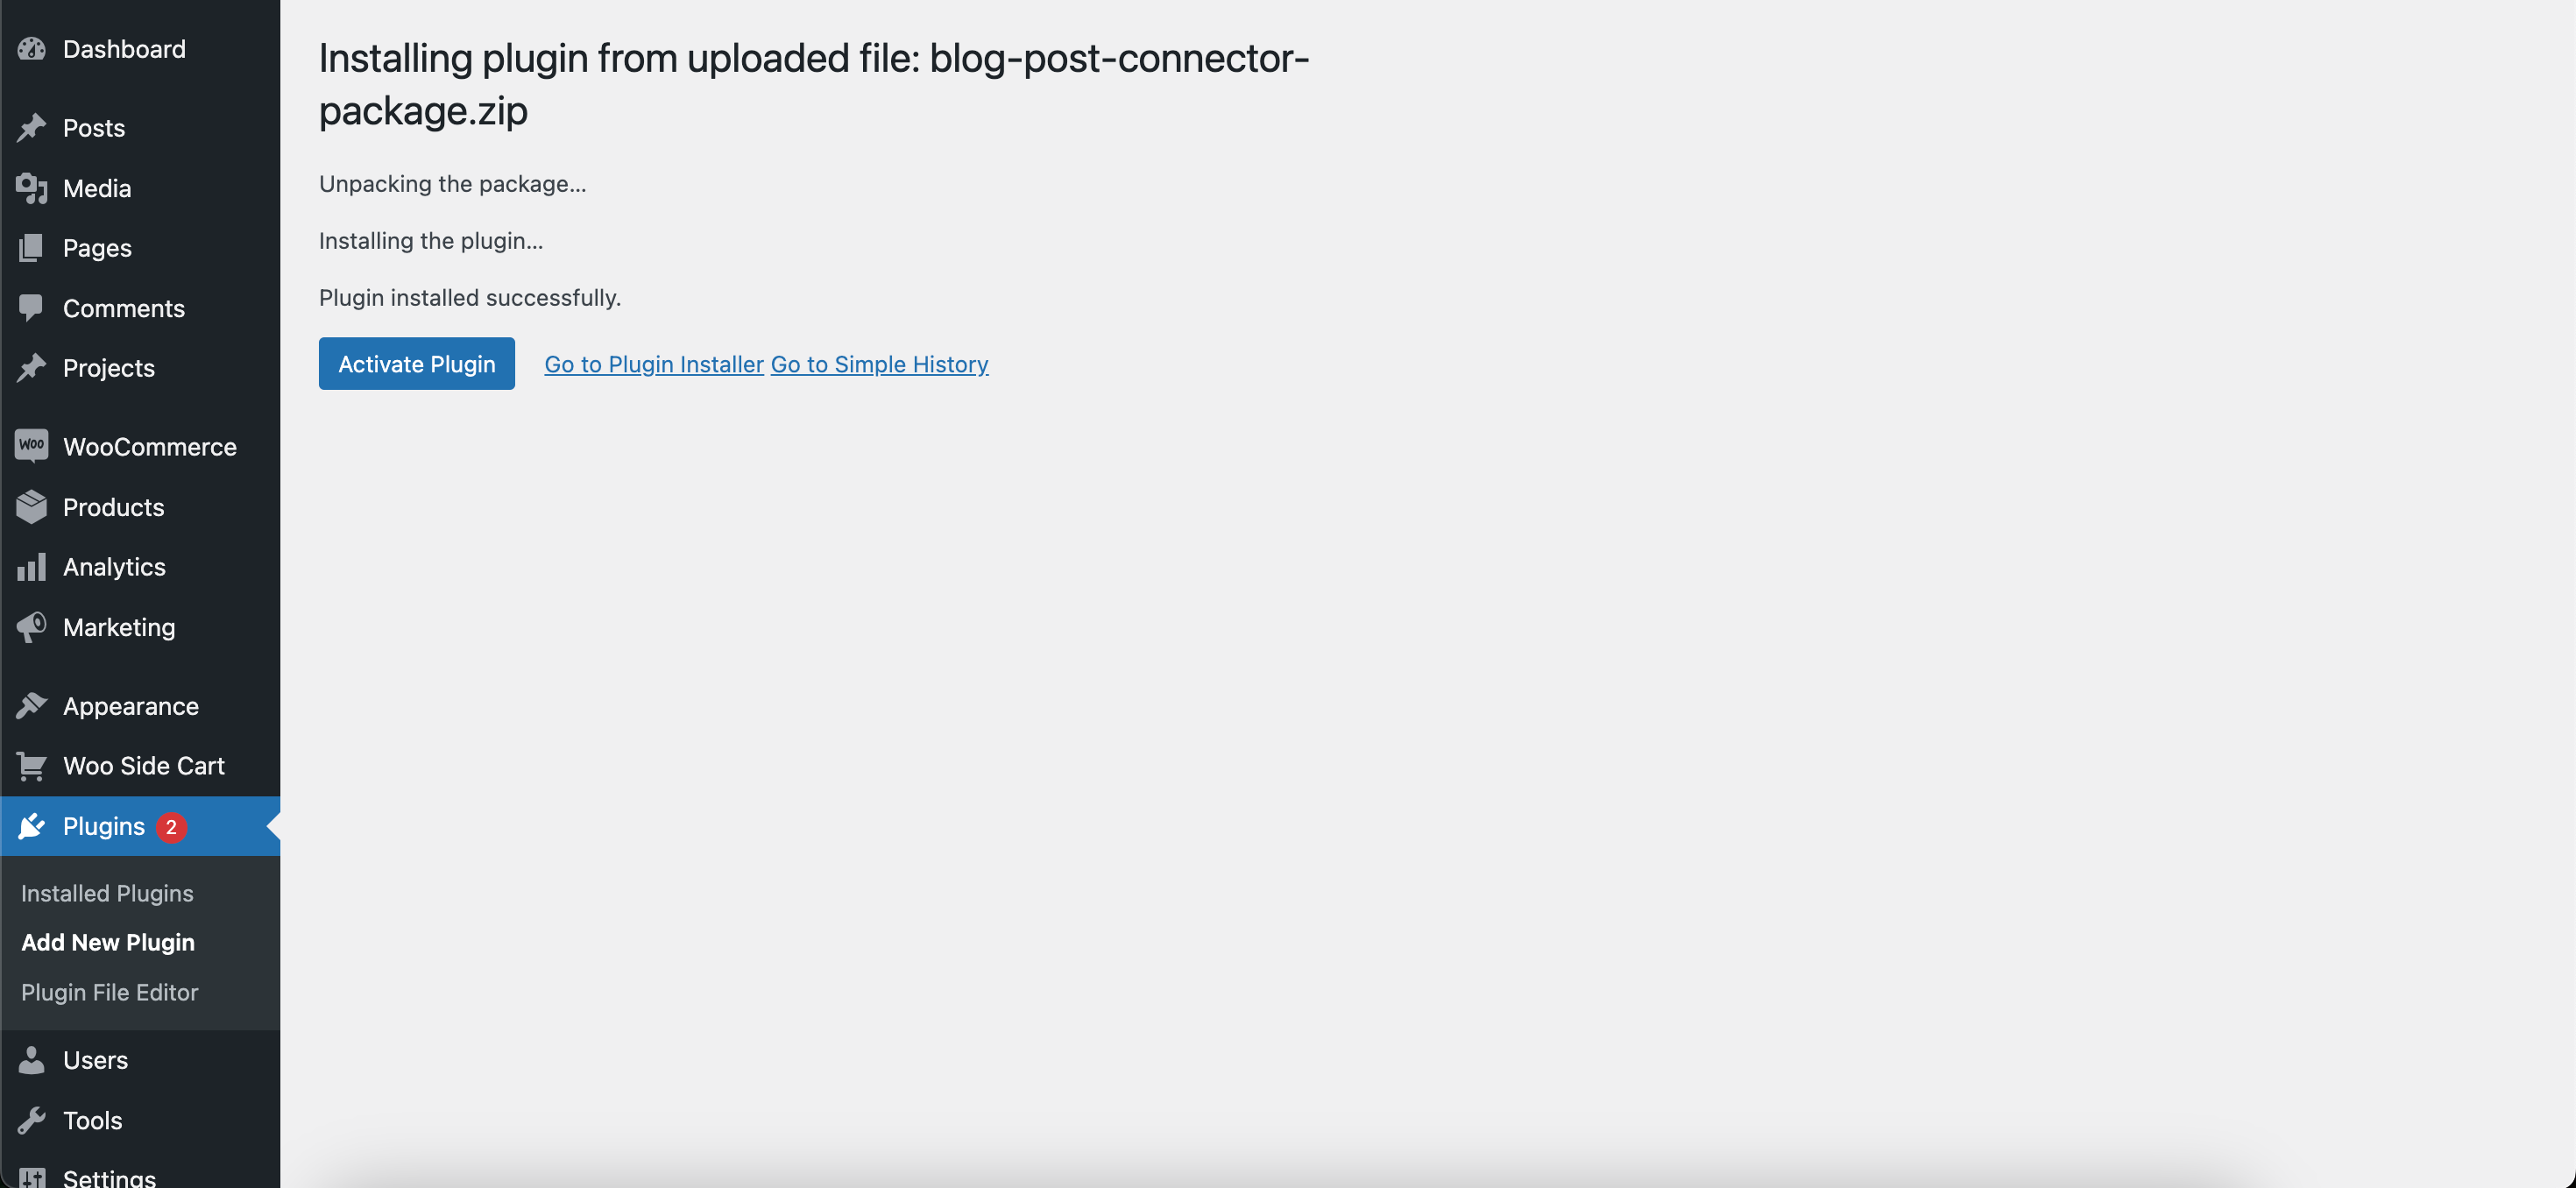 Dashboard
Posts
Media
Pages
Comments
Projects
Woo WooCommerce
Products
Analytics
Marketing
Appearance
Woo Side Cart
Plugins 2
Installed Plugins
Add New Plugin
Plugin File Editor
Users
Tools
Settings
Installing plugin from uploaded file: blog-post-connector-
package.zip
Unpacking the package...
Installing the plugin...
Plugin installed successfully.
Activate Plugin Go to Plugin Installer Go to Simple History